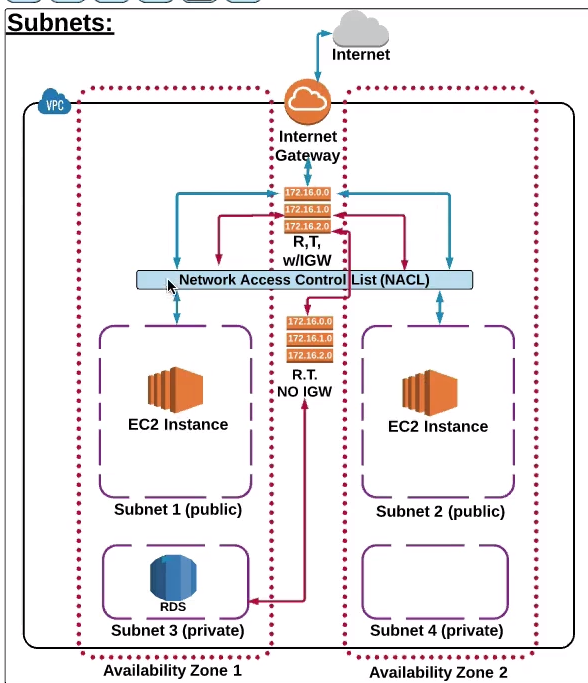 Subnets:
Internet
VPC
Internet
Gateway
172.16.0.0
172.16.1.0
172.16.2.0
R,T,
w/IGW
Network Access Control List (NACL)
172.16.0.0
172.16.1.0
172.16.2.0
R.T.
NO IGW
EC2 Instance
EC2 Instance
Subnet 1 (public)
Subnet 2 (public)
RDS
Subnet 3 (private)
Subnet 4 (private)
Availability Zone 1
Availability Zone 2